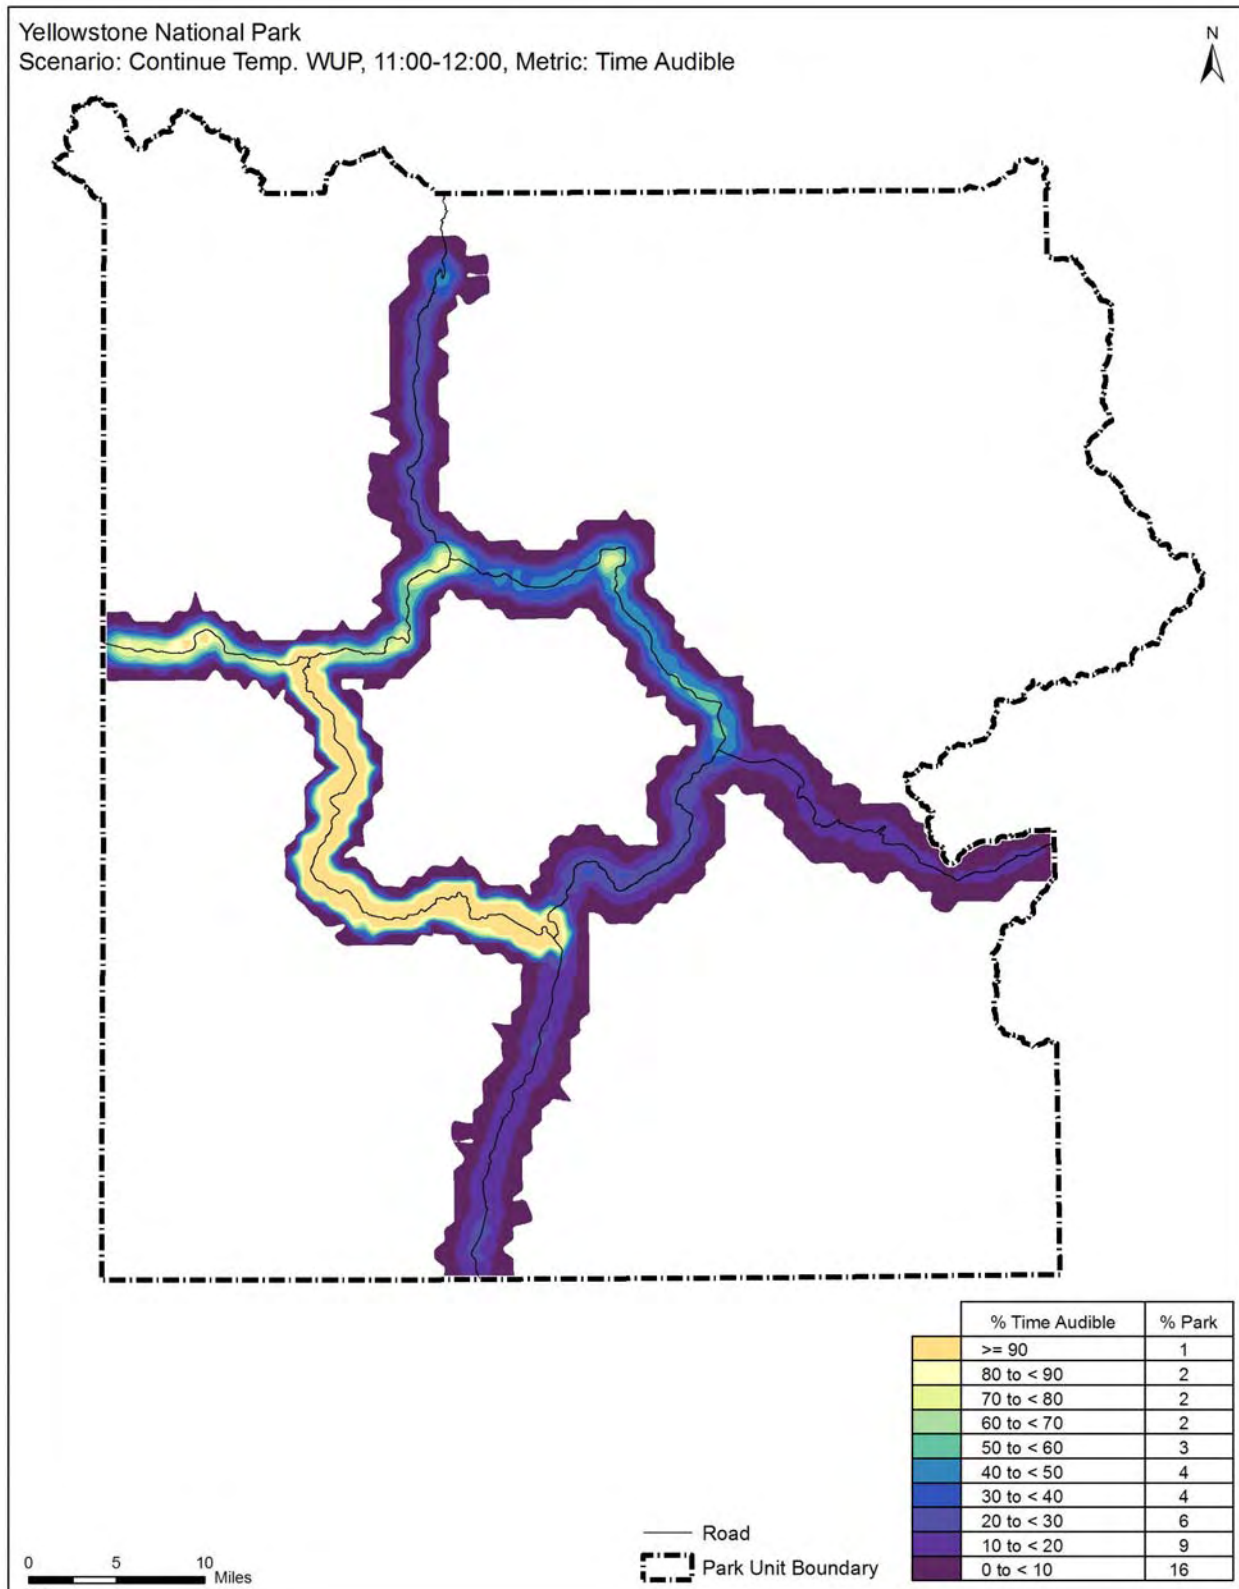 Yellowstone National Park
Scenario: Continue Temp. WUP, 11:00-12:00, Metric: Time Audible
N
% Time Audible % Park
>= 90 1
80 to < 90 2
70 to < 80 2
60 to < 70 2
50 to < 60 3
40 to < 50 4
30 to < 40 4
20 to < 30 6
10 to < 20 9
0 to < 10 16
Road
Park Unit Boundary
0 5 10
Miles